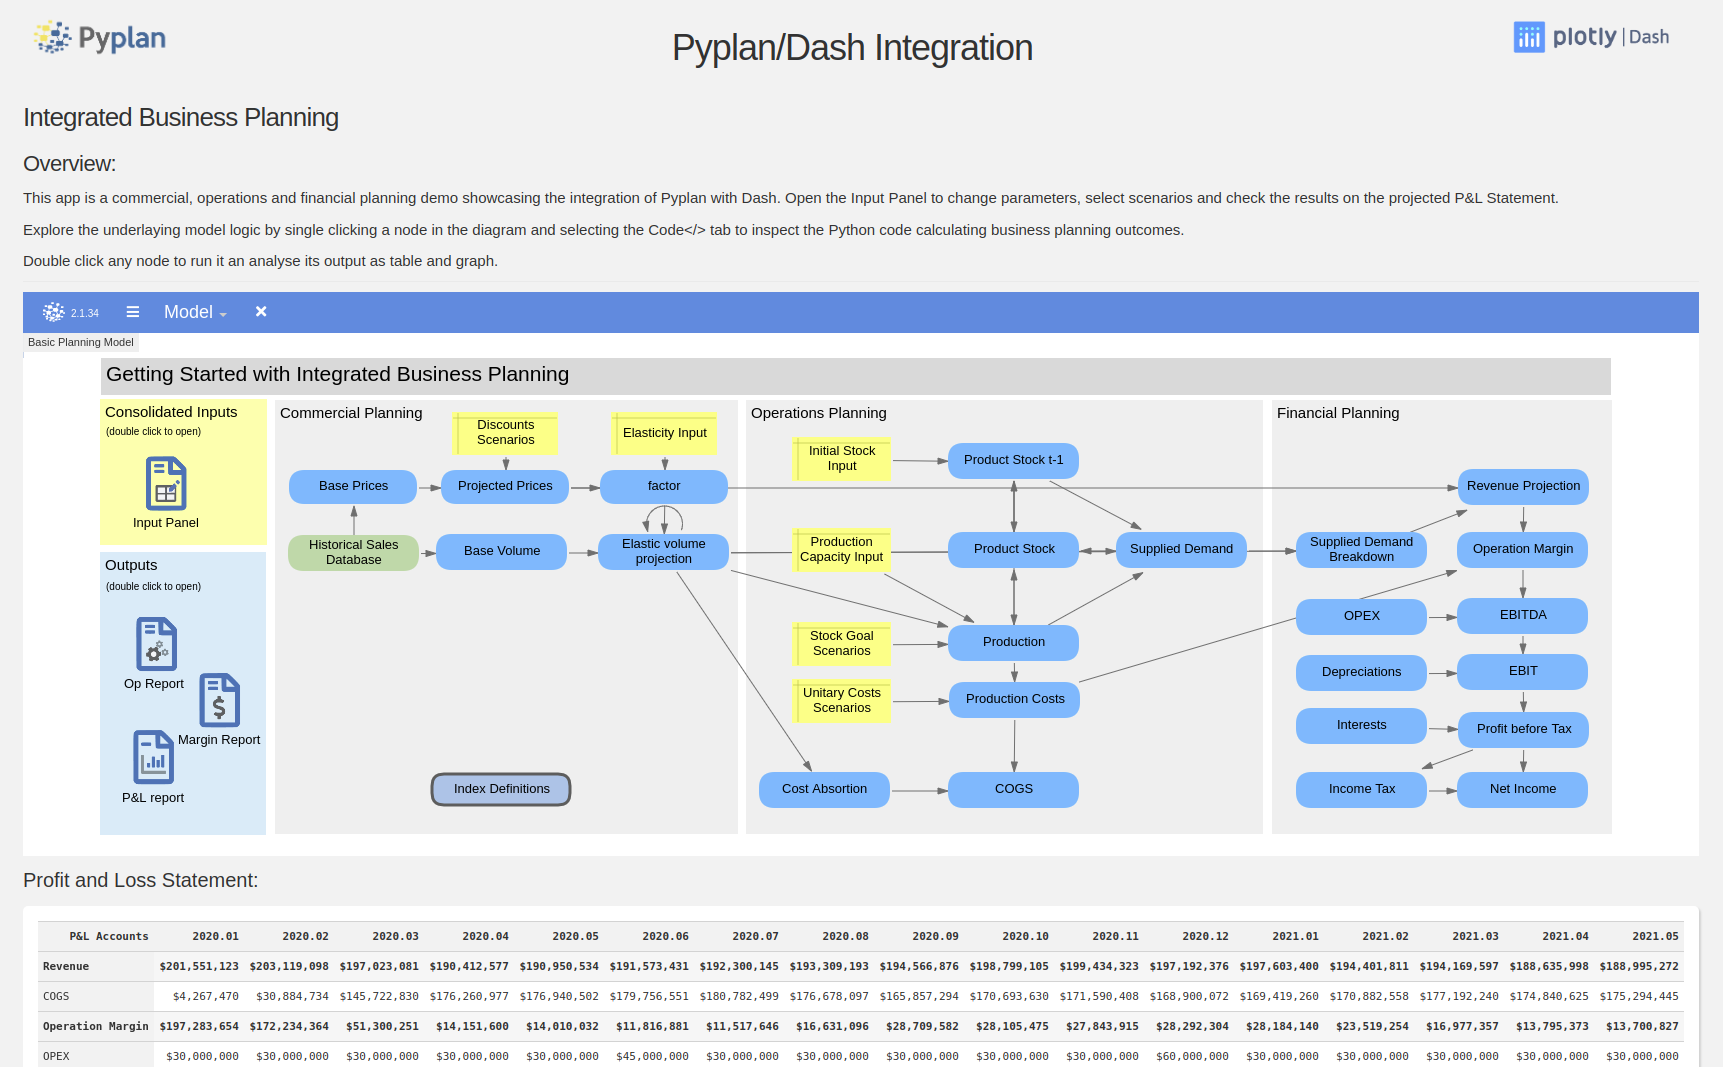 Pyplan
Pyplan/Dash Integration
plotly | Dash
Integrated Business Planning
Overview:
This app is a commercial, operations and financial planning demo showcasing the integration of Pyplan with Dash. Open the Input Panel to change parameters, select scenarios and check the results on the projected P&L Statement.
Explore the underlaying model logic by single clicking a node in the diagram and selecting the Code</> tab to inspect the Python code calculating business planning outcomes.
Double click any node to run it an analyse its output as table and graph.
2.1.34 Model
Basic Planning Model
Getting Started with Integrated Business Planning
Consolidated Inputs
(double click to open)
Input Panel
Outputs
(double click to open)
Op Report
Margin Report
P&L report
Commercial Planning
Discounts
Scenarios
Elasticity Input
Base Prices
Projected Prices
factor
Historical Sales
Database
Base Volume
Elastic volume
projection
Index Definitions
Operations Planning
Initial Stock
Input
Product Stock t-1
Production
Capacity Input
Product Stock
Supplied Demand
Stock Goal
Scenarios
Production
Unitary Costs
Scenarios
Production Costs
Cost Absortion
COGS
Financial Planning
Revenue Projection
Supplied Demand
Breakdown
Operation Margin
OPEX
EBITDA
Depreciations
EBIT
Interests
Profit before Tax
Income Tax
Net Income
Profit and Loss Statement:
P&L Accounts 2020.01 2020.02 2020.03 2020.04 2020.05 2020.06 2020.07 2020.08 2020.09 2020.10 2020.11 2020.12 2021.01 2021.02 2021.03 2021.04 2021.05
Revenue $201,551,123 $203,119,098 $197,023,081 $190,412,577 $190,950,534 $191,573,431 $192,300,145 $193,309,193 $194,566,876 $198,799,105 $199,434,323 $197,192,376 $197,603,400 $194,401,811 $194,169,597 $188,635,998 $188,995,272
COGS $4,267,470 $30,884,734 $145,722,830 $176,260,977 $176,940,502 $179,756,551 $180,782,499 $176,678,097 $165,857,294 $170,693,630 $171,590,408 $168,900,072 $169,419,260 $170,882,558 $177,192,240 $174,840,625 $175,294,445
Operation Margin $197,283,654 $172,234,364 $51,300,251 $14,151,600 $14,010,032 $11,816,881 $11,517,646 $16,631,096 $28,709,582 $28,105,475 $27,843,915 $28,292,304 $28,184,140 $23,519,254 $16,977,357 $13,795,373 $13,700,827
OPEX $30,000,000 $30,000,000 $30,000,000 $30,000,000 $30,000,000 $45,000,000 $30,000,000 $30,000,000 $30,000,000 $30,000,000 $30,000,000 $60,000,000 $30,000,000 $30,000,000 $30,000,000 $30,000,000 $30,000,000